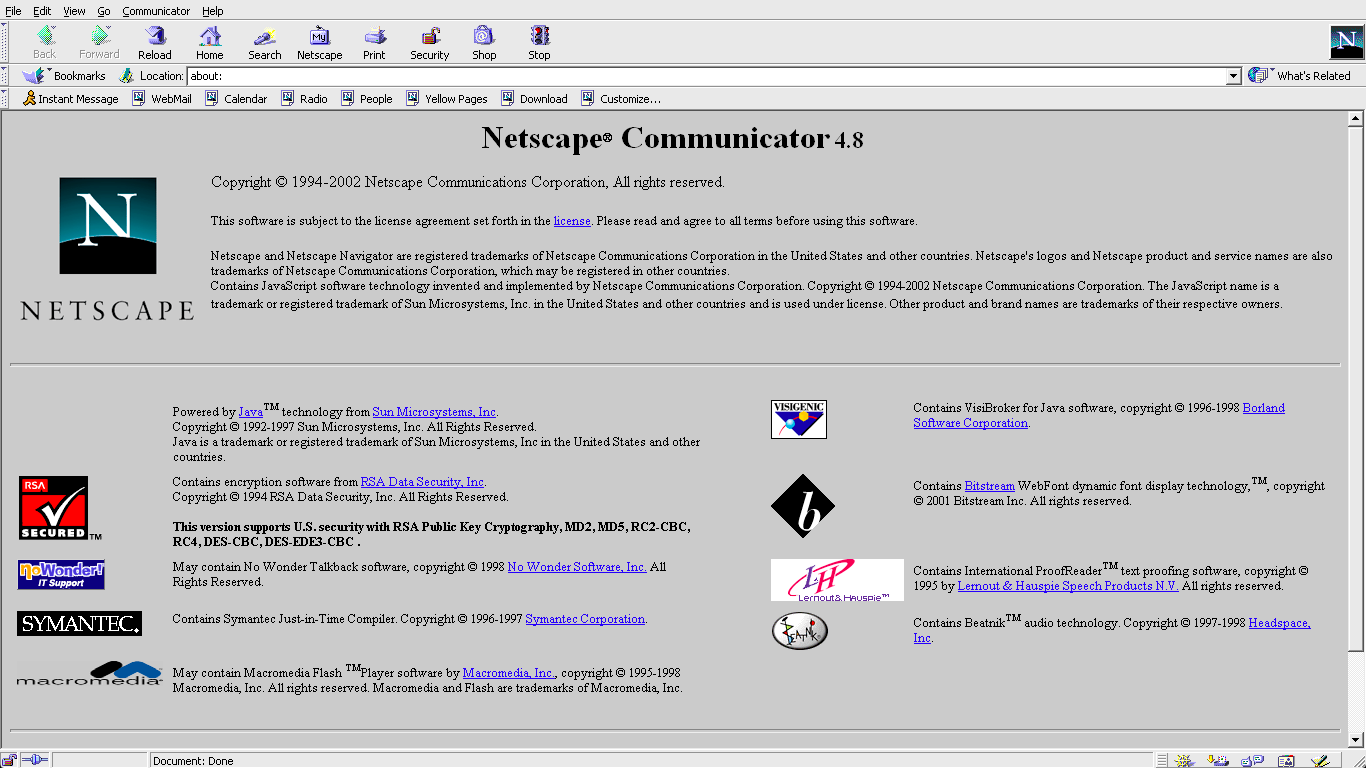 File Edit View Go Communicator Help
Back Forward Reload Home Search Netscape Print Security Shop Stop
My
N
Bookmarks Location: about: What's Related
Instant Message WebMail Calendar Radio People Yellow Pages Download Customize...
Netscape® Communicator 4.8
N
NETSCAPE
Copyright © 1994-2002 Netscape Communications Corporation, All rights reserved.
This software is subject to the license agreement set forth in the license. Please read and agree to all terms before using this software.
Netscape and Netscape Navigator are registered trademarks of Netscape Communications Corporation in the United States and other countries. Netscape's logos and Netscape product and service names are also
trademarks of Netscape Communications Corporation, which may be registered in other countries.
Contains JavaScript software technology invented and implemented by Netscape Communications Corporation. Copyright © 1994-2002 Netscape Communications Corporation. The JavaScript name is a
trademark or registered trademark of Sun Microsystems, Inc. in the United States and other countries and is used under license. Other product and brand names are trademarks of their respective owners.
Powered by Java™ technology from Sun Microsystems, Inc.
Copyright © 1992-1997 Sun Microsystems, Inc. All Rights Reserved.
Java is a trademark or registered trademark of Sun Microsystems, Inc in the United States and other
countries.
RSA
SECURED™
Contains encryption software from RSA Data Security, Inc.
Copyright © 1994 RSA Data Security, Inc. All Rights Reserved.
This version supports U.S. security with RSA Public Key Cryptography, MD2, MD5, RC2-CBC,
RC4, DES-CBC, DES-EDE3-CBC .
noWonder!
IT Support
May contain No Wonder Talkback software, copyright © 1998 No Wonder Software, Inc. All
Rights Reserved.
SYMANTEC.
Contains Symantec Just-in-Time Compiler. Copyright © 1996-1997 Symantec Corporation.
macromedia
May contain Macromedia Flash ™Player software by Macromedia, Inc., copyright © 1995-1998
Macromedia, Inc. All rights reserved. Macromedia and Flash are trademarks of Macromedia, Inc.
VISIGENIC
Contains VisiBroker for Java software, copyright © 1996-1998 Borland
Software Corporation.
b
Contains Bitstream WebFont dynamic font display technology,™, copyright
© 2001 Bitstream Inc. All rights reserved.
LH
Lernout & Hauspie™
Contains International ProofReader™ text proofing software, copyright ©
1995 by Lernout & Hauspie Speech Products N.V. All rights reserved.
BEATNIK
Contains Beatnik™ audio technology. Copyright © 1997-1998 Headspace,
Inc.
Document: Done